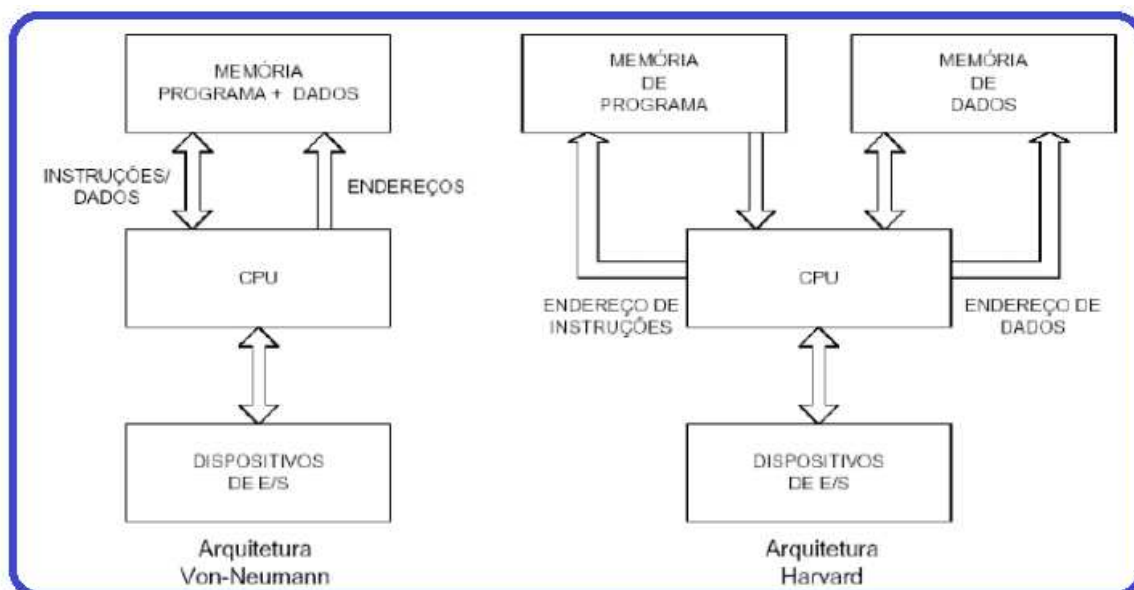 MEMÓRIA
PROGRAMA + DADOS
INSTRUÇÕES/
DADOS
ENDEREÇOS
CPU
DISPOSITIVOS
DE E/S
Arquitetura
Von-Neumann
MEMÓRIA
DE
PROGRAMA
MEMÓRIA
DE
DADOS
CPU
ENDEREÇO DE
INSTRUÇÕES
ENDEREÇO DE
DADOS
DISPOSITIVOS
DE E/S
Arquitetura
Harvard